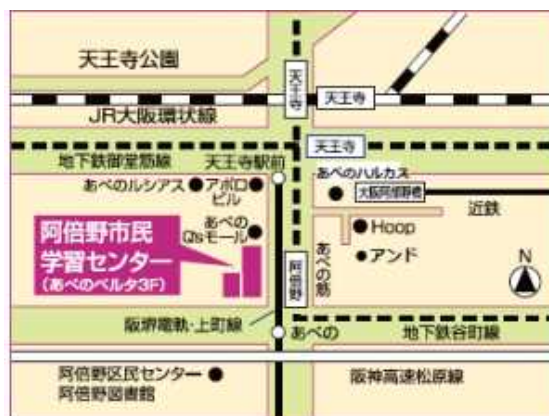 天王寺公園
天王寺
天王寺
JR大阪環状線
天王寺
地下鉄御堂筋線
天王寺駅前
あべのハルカス
あべのルシアス
アポロ
ビル
大阪阿部野橋
近鉄
あべの
Q'sモール
Hoop
阿倍野市民
学習センター
(あべのベルタ3F)
阿倍野
あべの筋
アンド
N
阪堺電軌・上町線
あべの
地下鉄谷町線
阿倍野区民センター
阿倍野図書館
阪神高速松原線